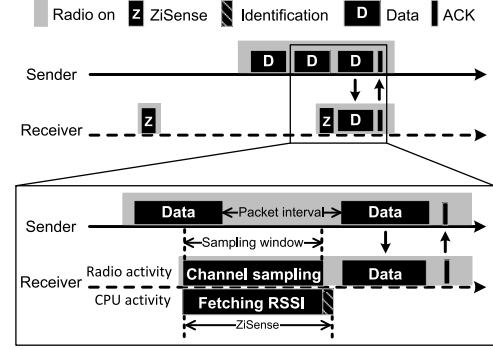 Radio on Z ZiSense Identification D Data ACK
D D D
Sender
Z Z D
Receiver
Data Packet interval Data
Sender
Sampling window
Radio activity Channel sampling Data
Receiver
CPU activity Fetching RSSI
ZiSense